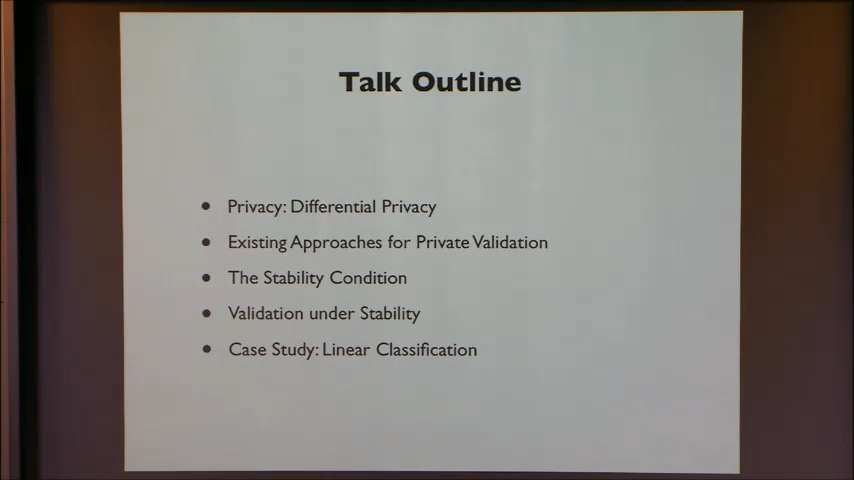 Talk Outline
• Privacy: Differential Privacy
• Existing Approaches for Private Validation
• The Stability Condition
• Validation under Stability
• Case Study: Linear Classification